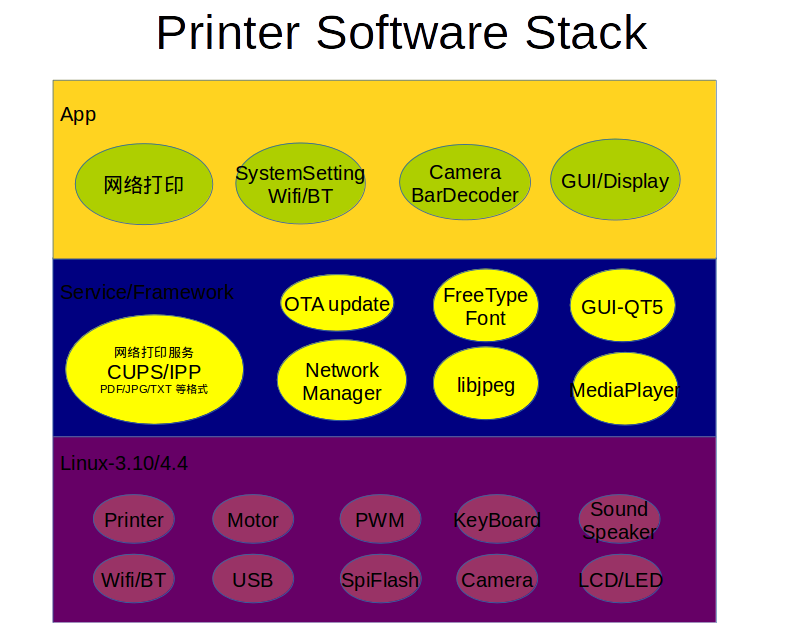 Printer Software Stack
App
网络打印
SystemSetting
Wifi/BT
Camera
BarDecoder
GUI/Display
Service/Framework
网络打印服务
CUPS/IPP
PDF/JPG/TXT 等格式
OTA update
FreeType
Font
GUI-QT5
Network
Manager
libjpeg
MediaPlayer
Linux-3.10/4.4
Printer
Motor
PWM
KeyBoard
Sound
Speaker
Wifi/BT
USB
SpiFlash
Camera
LCD/LED